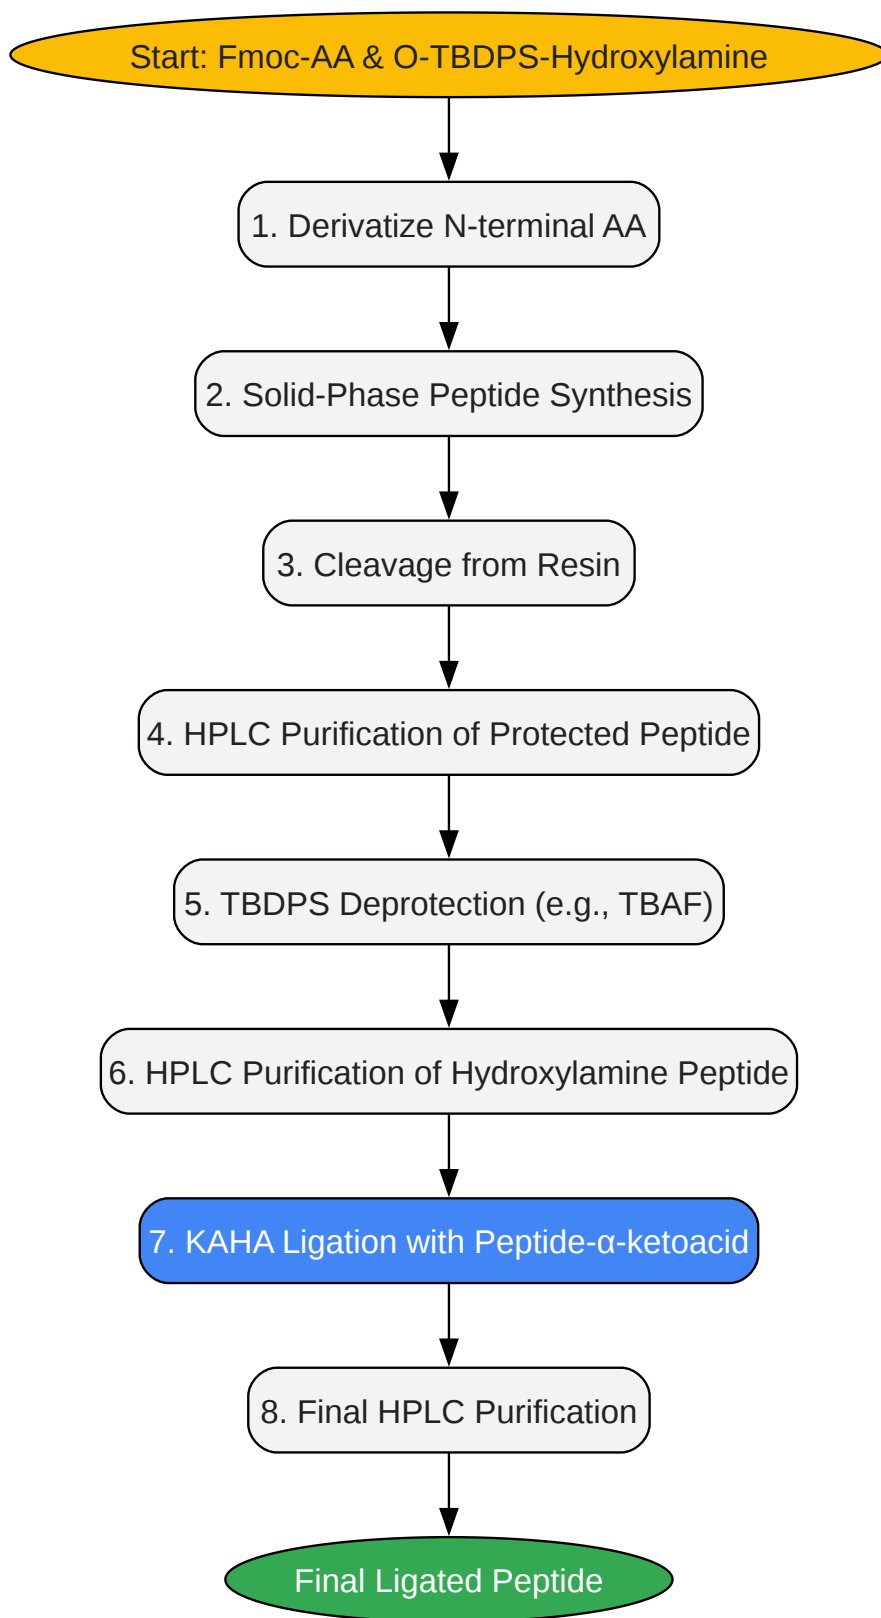 Start: Fmoc-AA & O-TBDPS-Hydroxylamine
1. Derivatize N-terminal AA
2. Solid-Phase Peptide Synthesis
3. Cleavage from Resin
4. HPLC Purification of Protected Peptide
5. TBDPS Deprotection (e.g., TBAF)
6. HPLC Purification of Hydroxylamine Peptide
7. KAHA Ligation with Peptide-α-ketoacid
8. Final HPLC Purification
Final Ligated Peptide